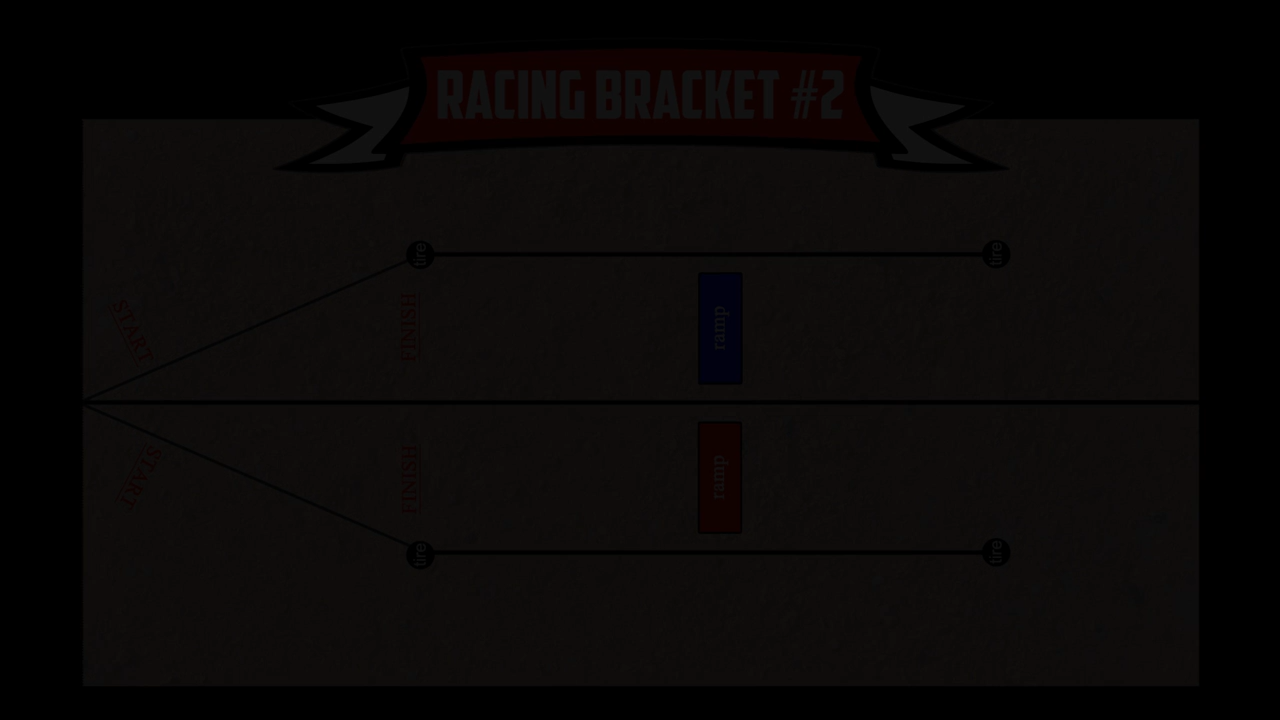 RACING BRACKET #2
tire
tire
START
FINISH
ramp
START
FINISH
ramp
tire
tire